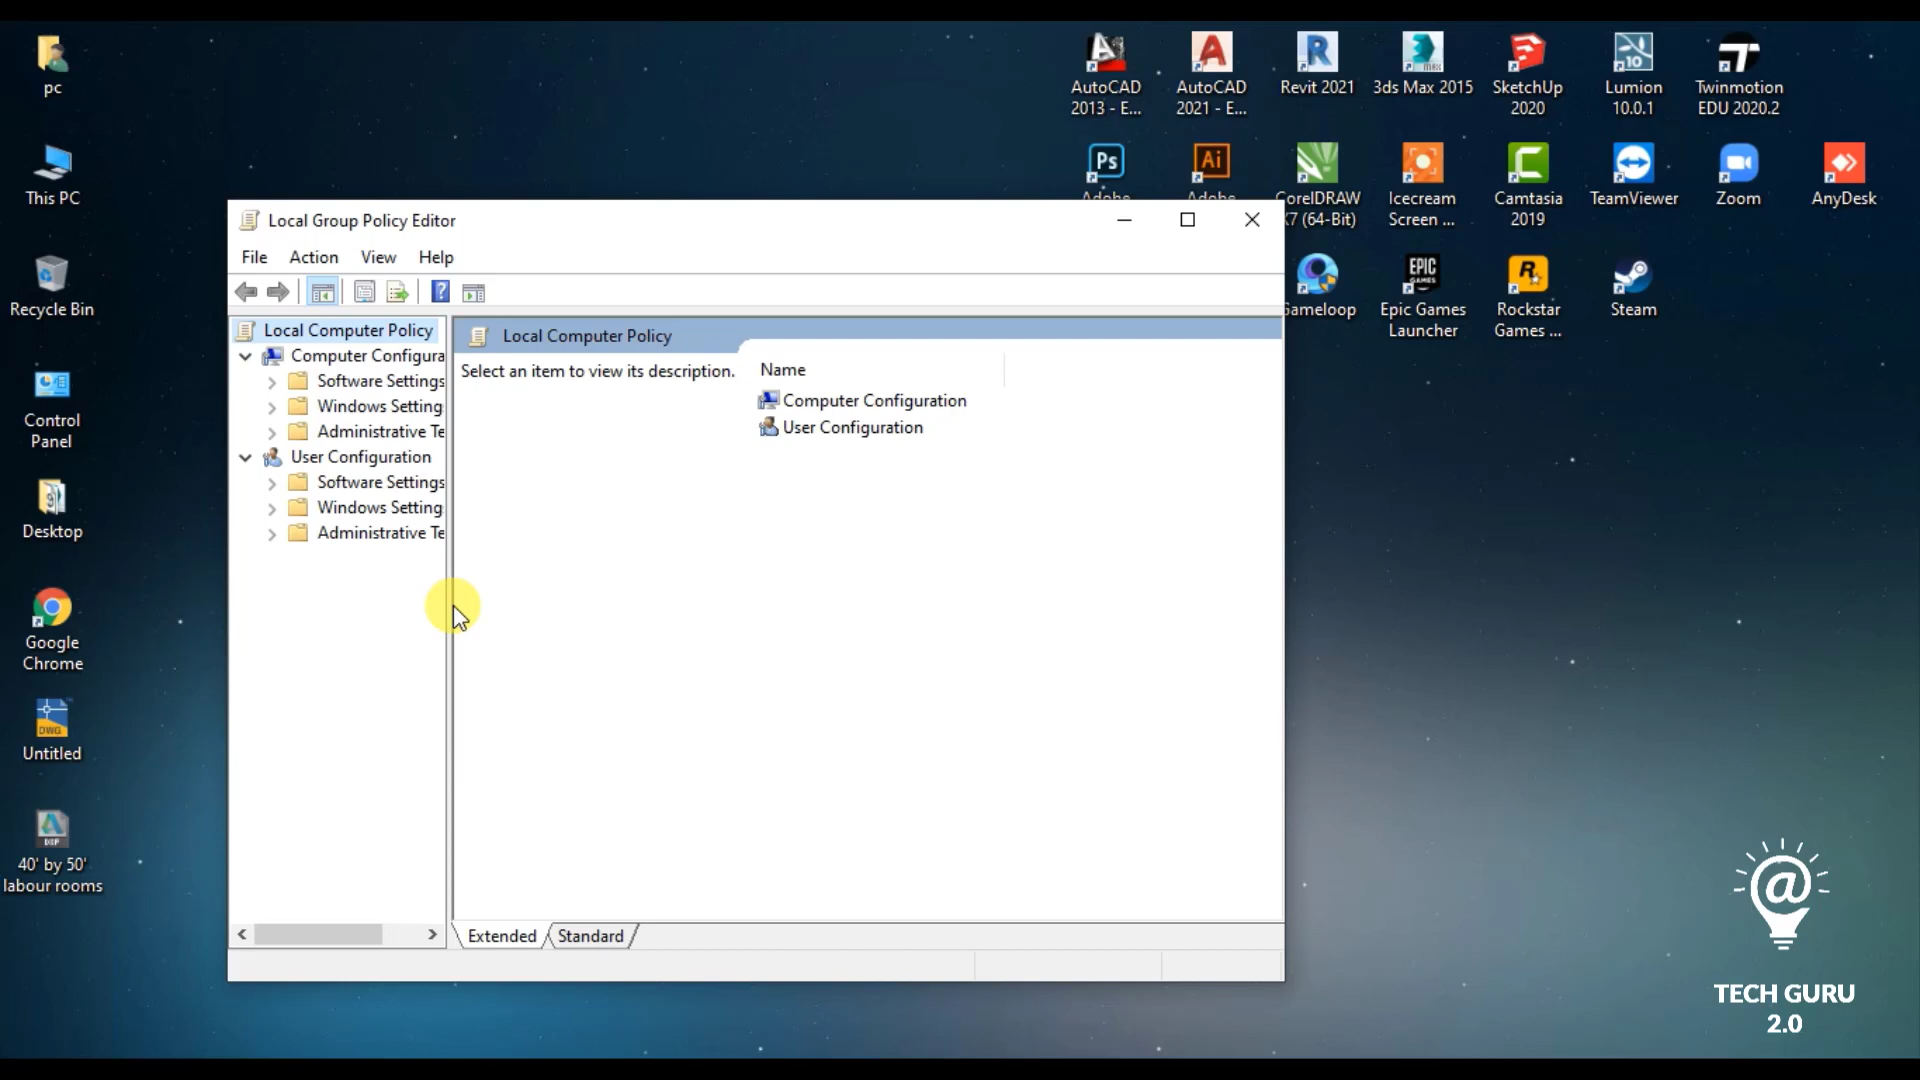 pc
This PC
Recycle Bin
Control
Panel
Desktop
Google
Chrome
Untitled
40' by 50'
labour rooms
AutoCAD
2013 - E...
AutoCAD
2021 - E...
Revit 2021
3ds Max 2015
SketchUp
2020
Lumion
10.0.1
Twinmotion
EDU 2020.2
Adobe
Adobe
CorelDRAW
X7 (64-Bit)
Icecream
Screen ...
Camtasia
2019
TeamViewer
Zoom
AnyDesk
Gameloop
Epic Games
Launcher
Rockstar
Games ...
Steam
Local Group Policy Editor
File Action View Help
Local Computer Policy
Computer Configura
Software Settings
Windows Setting
Administrative Te
User Configuration
Software Settings
Windows Setting
Administrative Te
Local Computer Policy
Select an item to view its description.
Name
Computer Configuration
User Configuration
Extended
Standard
TECH GURU
2.0